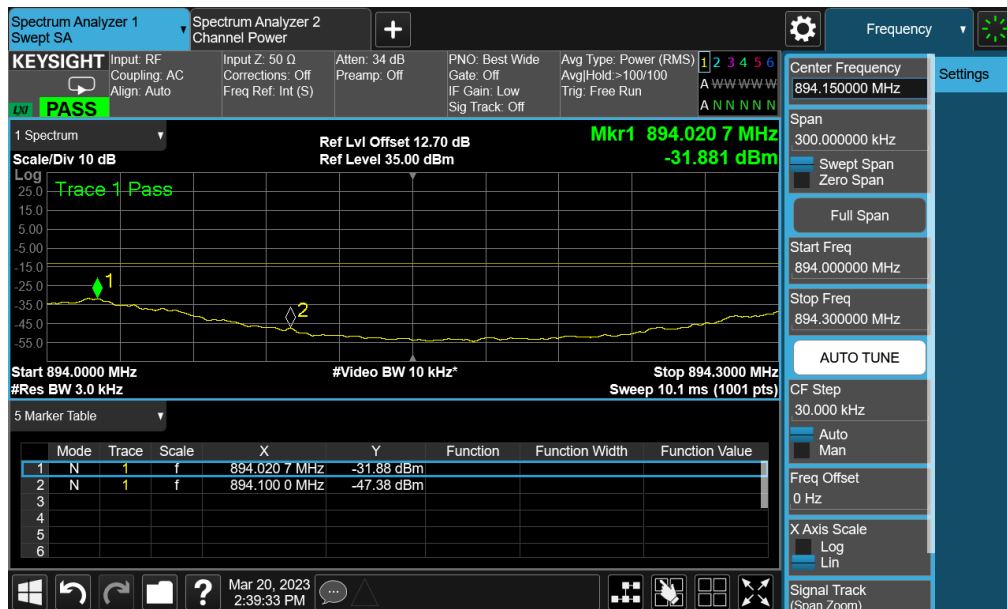 Spectrum Analyzer 1
Swept SA
Spectrum Analyzer 2
Channel Power
Frequency
KEYSIGHT
Input: RF
Coupling: AC
Align: Auto
Input Z: 50 Ω
Corrections: Off
Freq Ref: Int (S)
Atten: 34 dB
Preamp: Off
PNO: Best Wide
Gate: Off
IF Gain: Low
Sig Track: Off
Avg Type: Power (RMS)
Avg|Hold:>100/100
Trig: Free Run
1 2 3 4 5 6
A W W W W W
A N N N N N
LXI PASS
1 Spectrum
Scale/Div 10 dB
Ref Lvl Offset 12.70 dB
Ref Level 35.00 dBm
Mkr1 894.020 7 MHz
-31.881 dBm
Log
Trace 1 Pass
25.0
15.0
5.00
-5.00
-15.0
-25.0
-35.0
-45.0
-55.0
1
2
Start 894.0000 MHz
#Res BW 3.0 kHz
#Video BW 10 kHz*
Stop 894.3000 MHz
Sweep 10.1 ms (1001 pts)
5 Marker Table
Mode Trace Scale X Y Function Function Width Function Value
1 N 1 f 894.020 7 MHz -31.88 dBm
2 N 1 f 894.100 0 MHz -47.38 dBm
3
4
5
6
Mar 20, 2023
2:39:33 PM
Center Frequency
894.150000 MHz
Span
300.000000 kHz
Swept Span
Zero Span
Full Span
Start Freq
894.000000 MHz
Stop Freq
894.300000 MHz
AUTO TUNE
CF Step
30.000 kHz
Auto
Man
Freq Offset
0 Hz
X Axis Scale
Log
Lin
Signal Track
(Span Zoom)
Settings